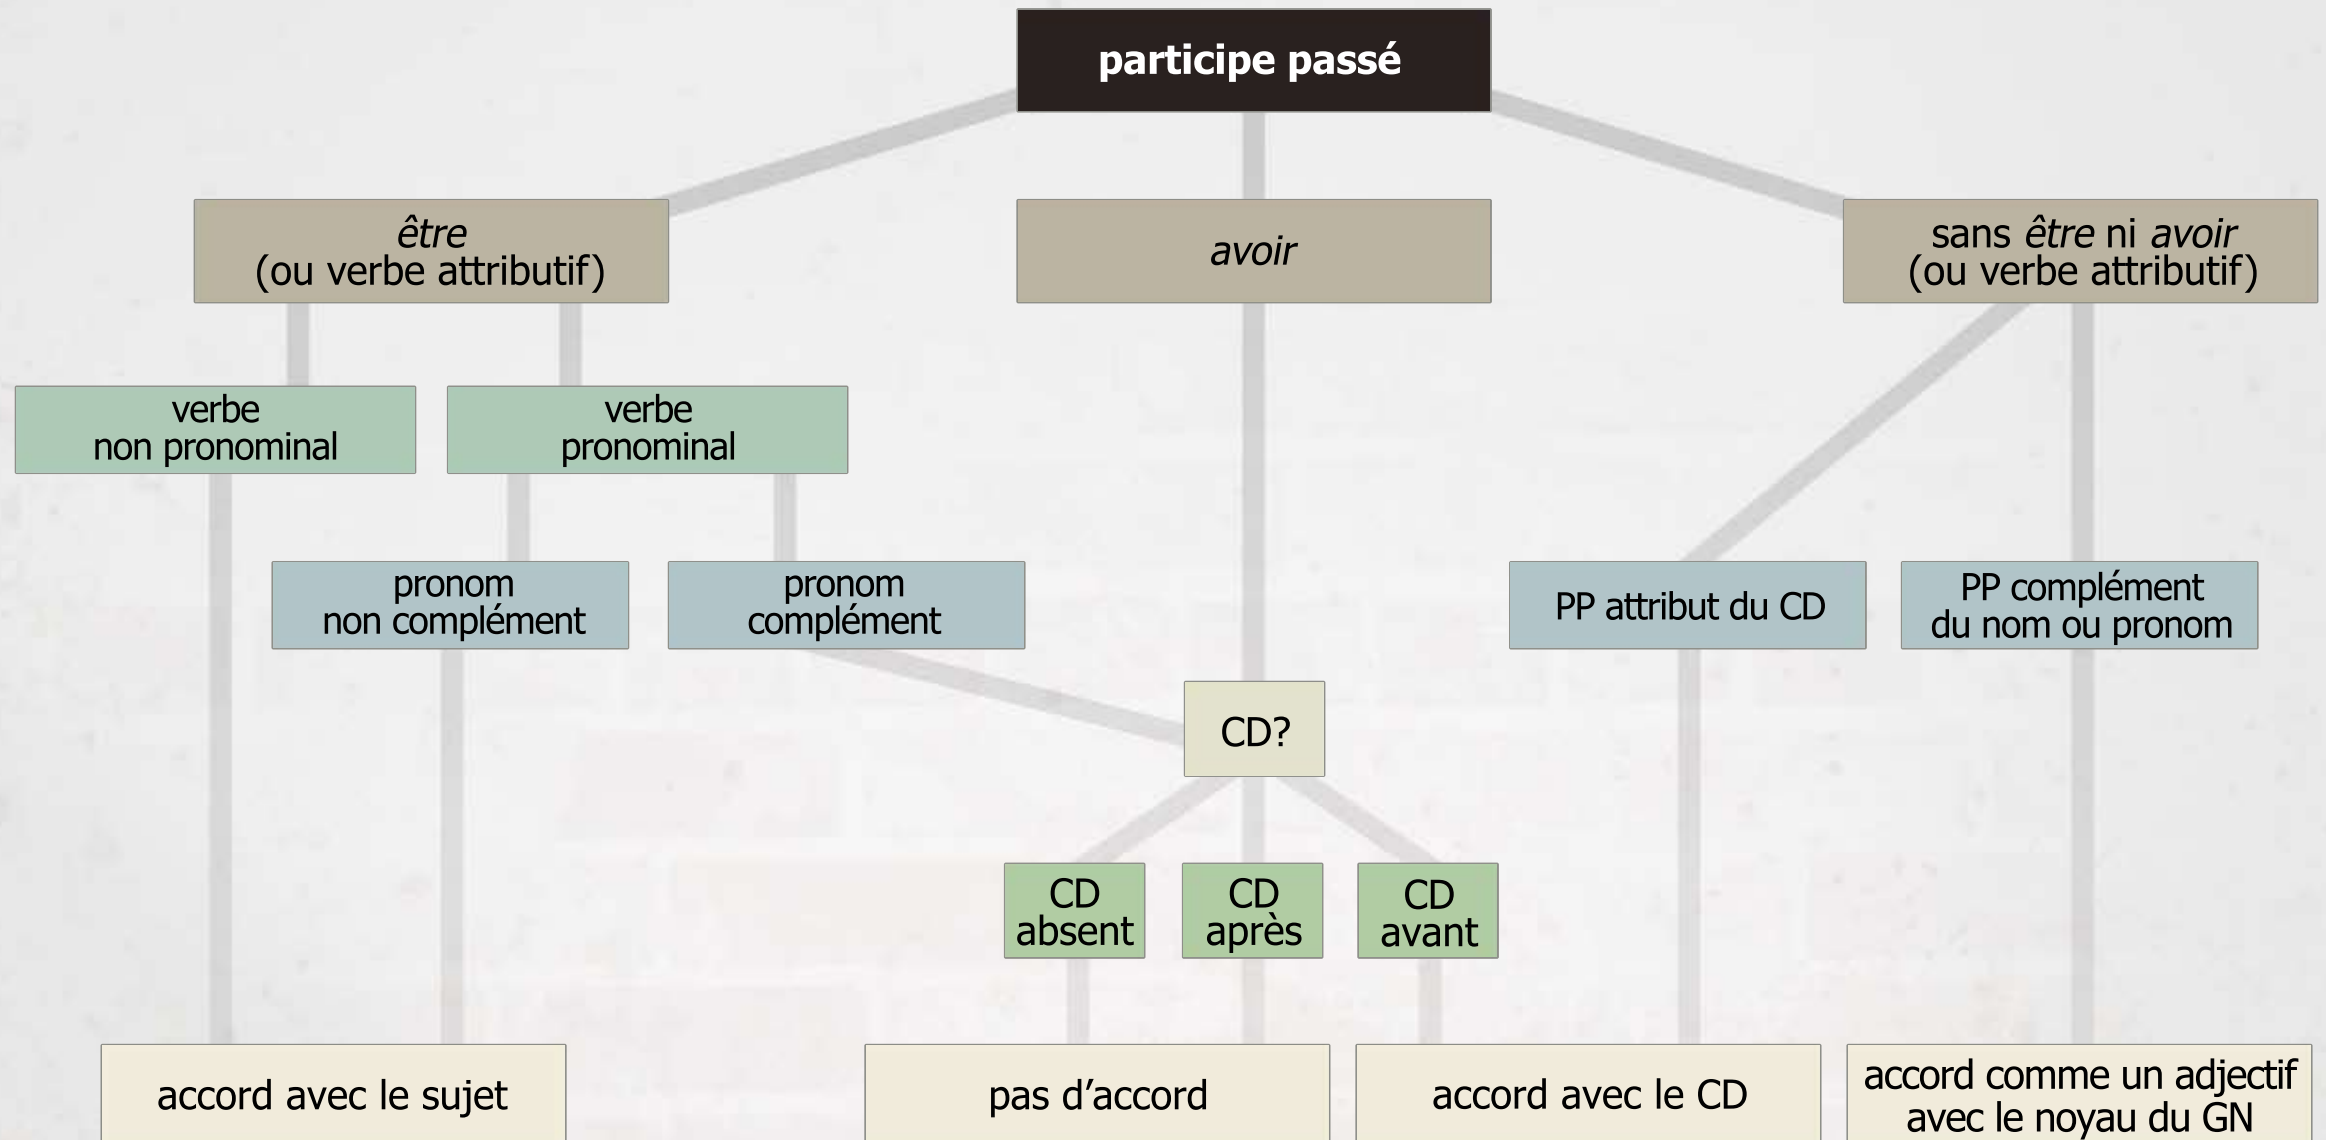 participe passé
être
(ou verbe attributif)
avoir
sans être ni avoir
(ou verbe attributif)
verbe
non pronominal
verbe
pronominal
pronom
non complément
pronom
complément
PP attribut du CD
PP complément
du nom ou pronom
CD?
CD
absent
CD
après
CD
avant
accord avec le sujet
pas d’accord
accord avec le CD
accord comme un adjectif
avec le noyau du GN